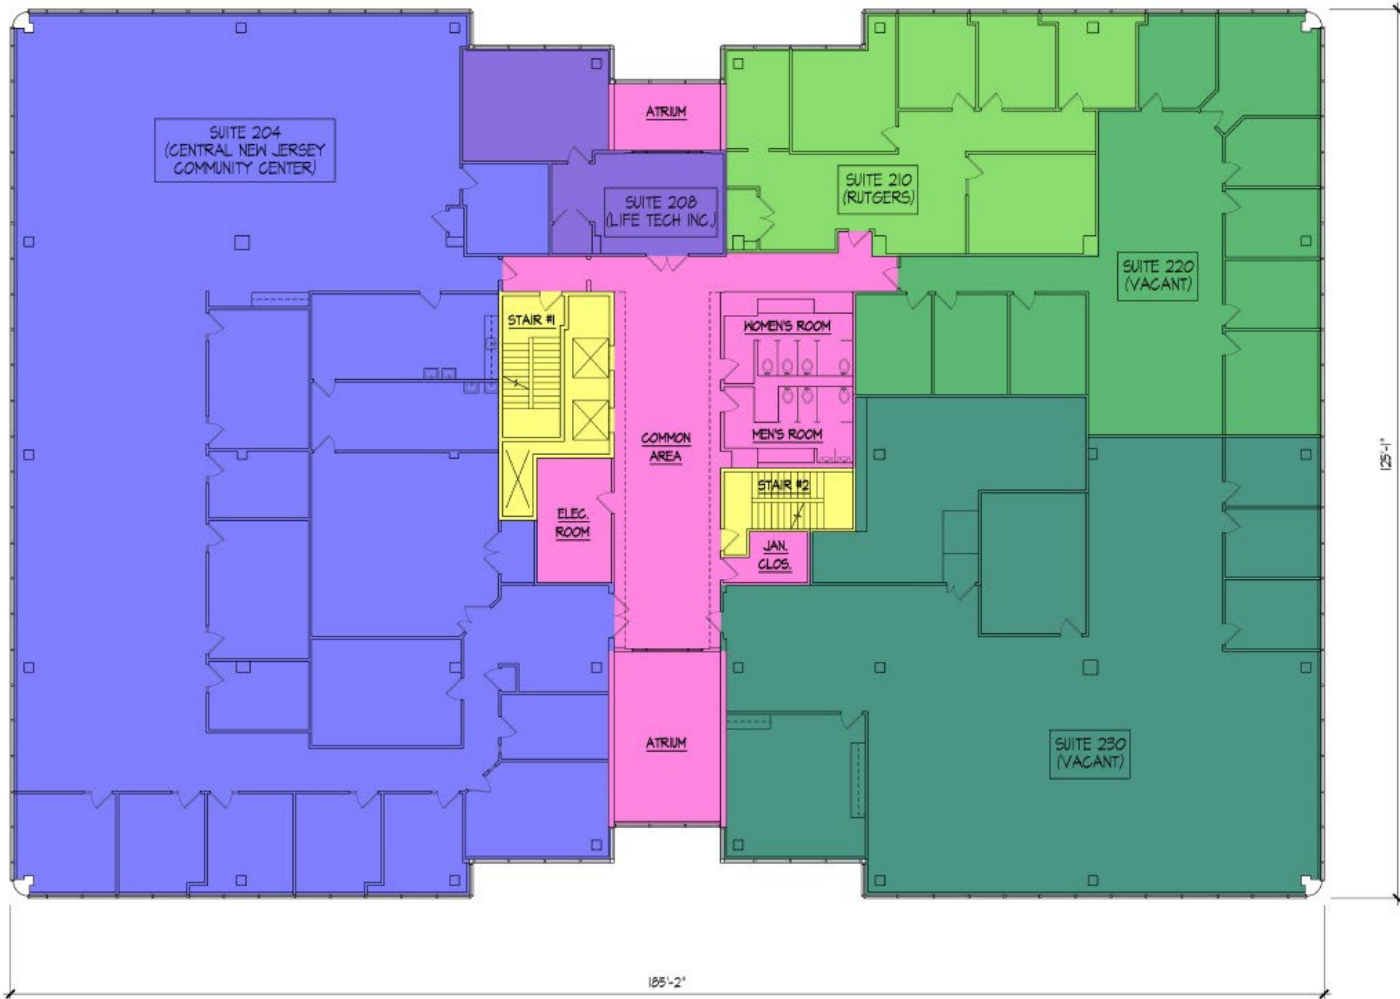 ATRIUM
SUITE 204
(CENTRAL NEW JERSEY
COMMUNITY CENTER)
SUITE 208
(LIFE TECH INC.)
SUITE 210
(RUTGERS)
SUITE 220
(VACANT)
STAIR #1
WOMEN'S ROOM
COMMON
AREA
MEN'S ROOM
STAIR #2
ELEC.
ROOM
JAN.
CLOS.
ATRIUM
SUITE 230
(VACANT)
125'-1"
185'-2"